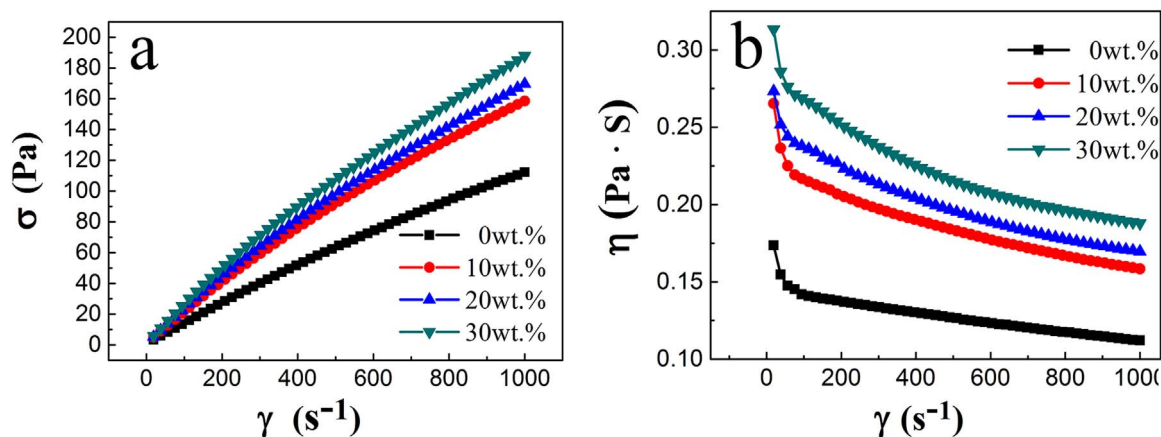 a
σ (Pa)
200
180
160
140
120
100
80
60
40
20
0
0wt.%
10wt.%
20wt.%
30wt.%
0 200 400 600 800 1000
γ (s⁻¹)
b
η (Pa · S)
0.30
0.25
0.20
0.15
0.10
0wt.%
10wt.%
20wt.%
30wt.%
0 200 400 600 800 1000
γ (s⁻¹)